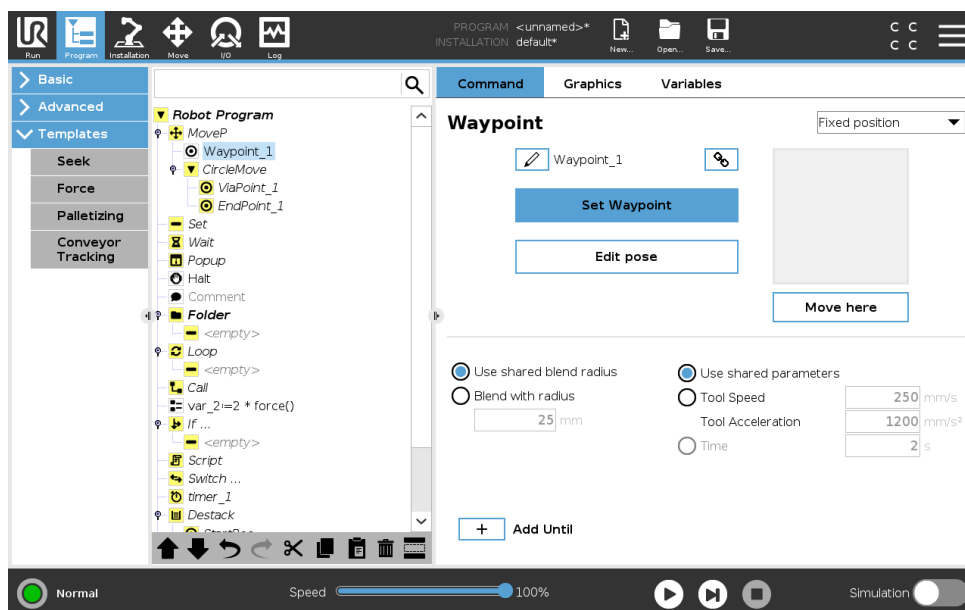 UR
Run
Program
Installation
Move
I/O
Log
PROGRAM <unnamed>*
INSTALLATION default*
New...
Open...
Save...
C C
C C
Basic
Advanced
Templates
Seek
Force
Palletizing
Conveyor
Tracking
Robot Program
MoveP
Waypoint_1
CircleMove
ViaPoint_1
EndPoint_1
Set
Wait
Popup
Halt
Comment
Folder
<empty>
Loop
<empty>
Call
var_2:=2 * force()
If ...
<empty>
Script
Switch ...
timer_1
Destack
Command Graphics Variables
Waypoint
Fixed position
Waypoint_1
Set Waypoint
Edit pose
Move here
Use shared blend radius
Blend with radius
25 mm
Use shared parameters
Tool Speed 250 mm/s
Tool Acceleration 1200 mm/s²
Time 2 s
+ Add Until
Normal
Speed 100%
Simulation